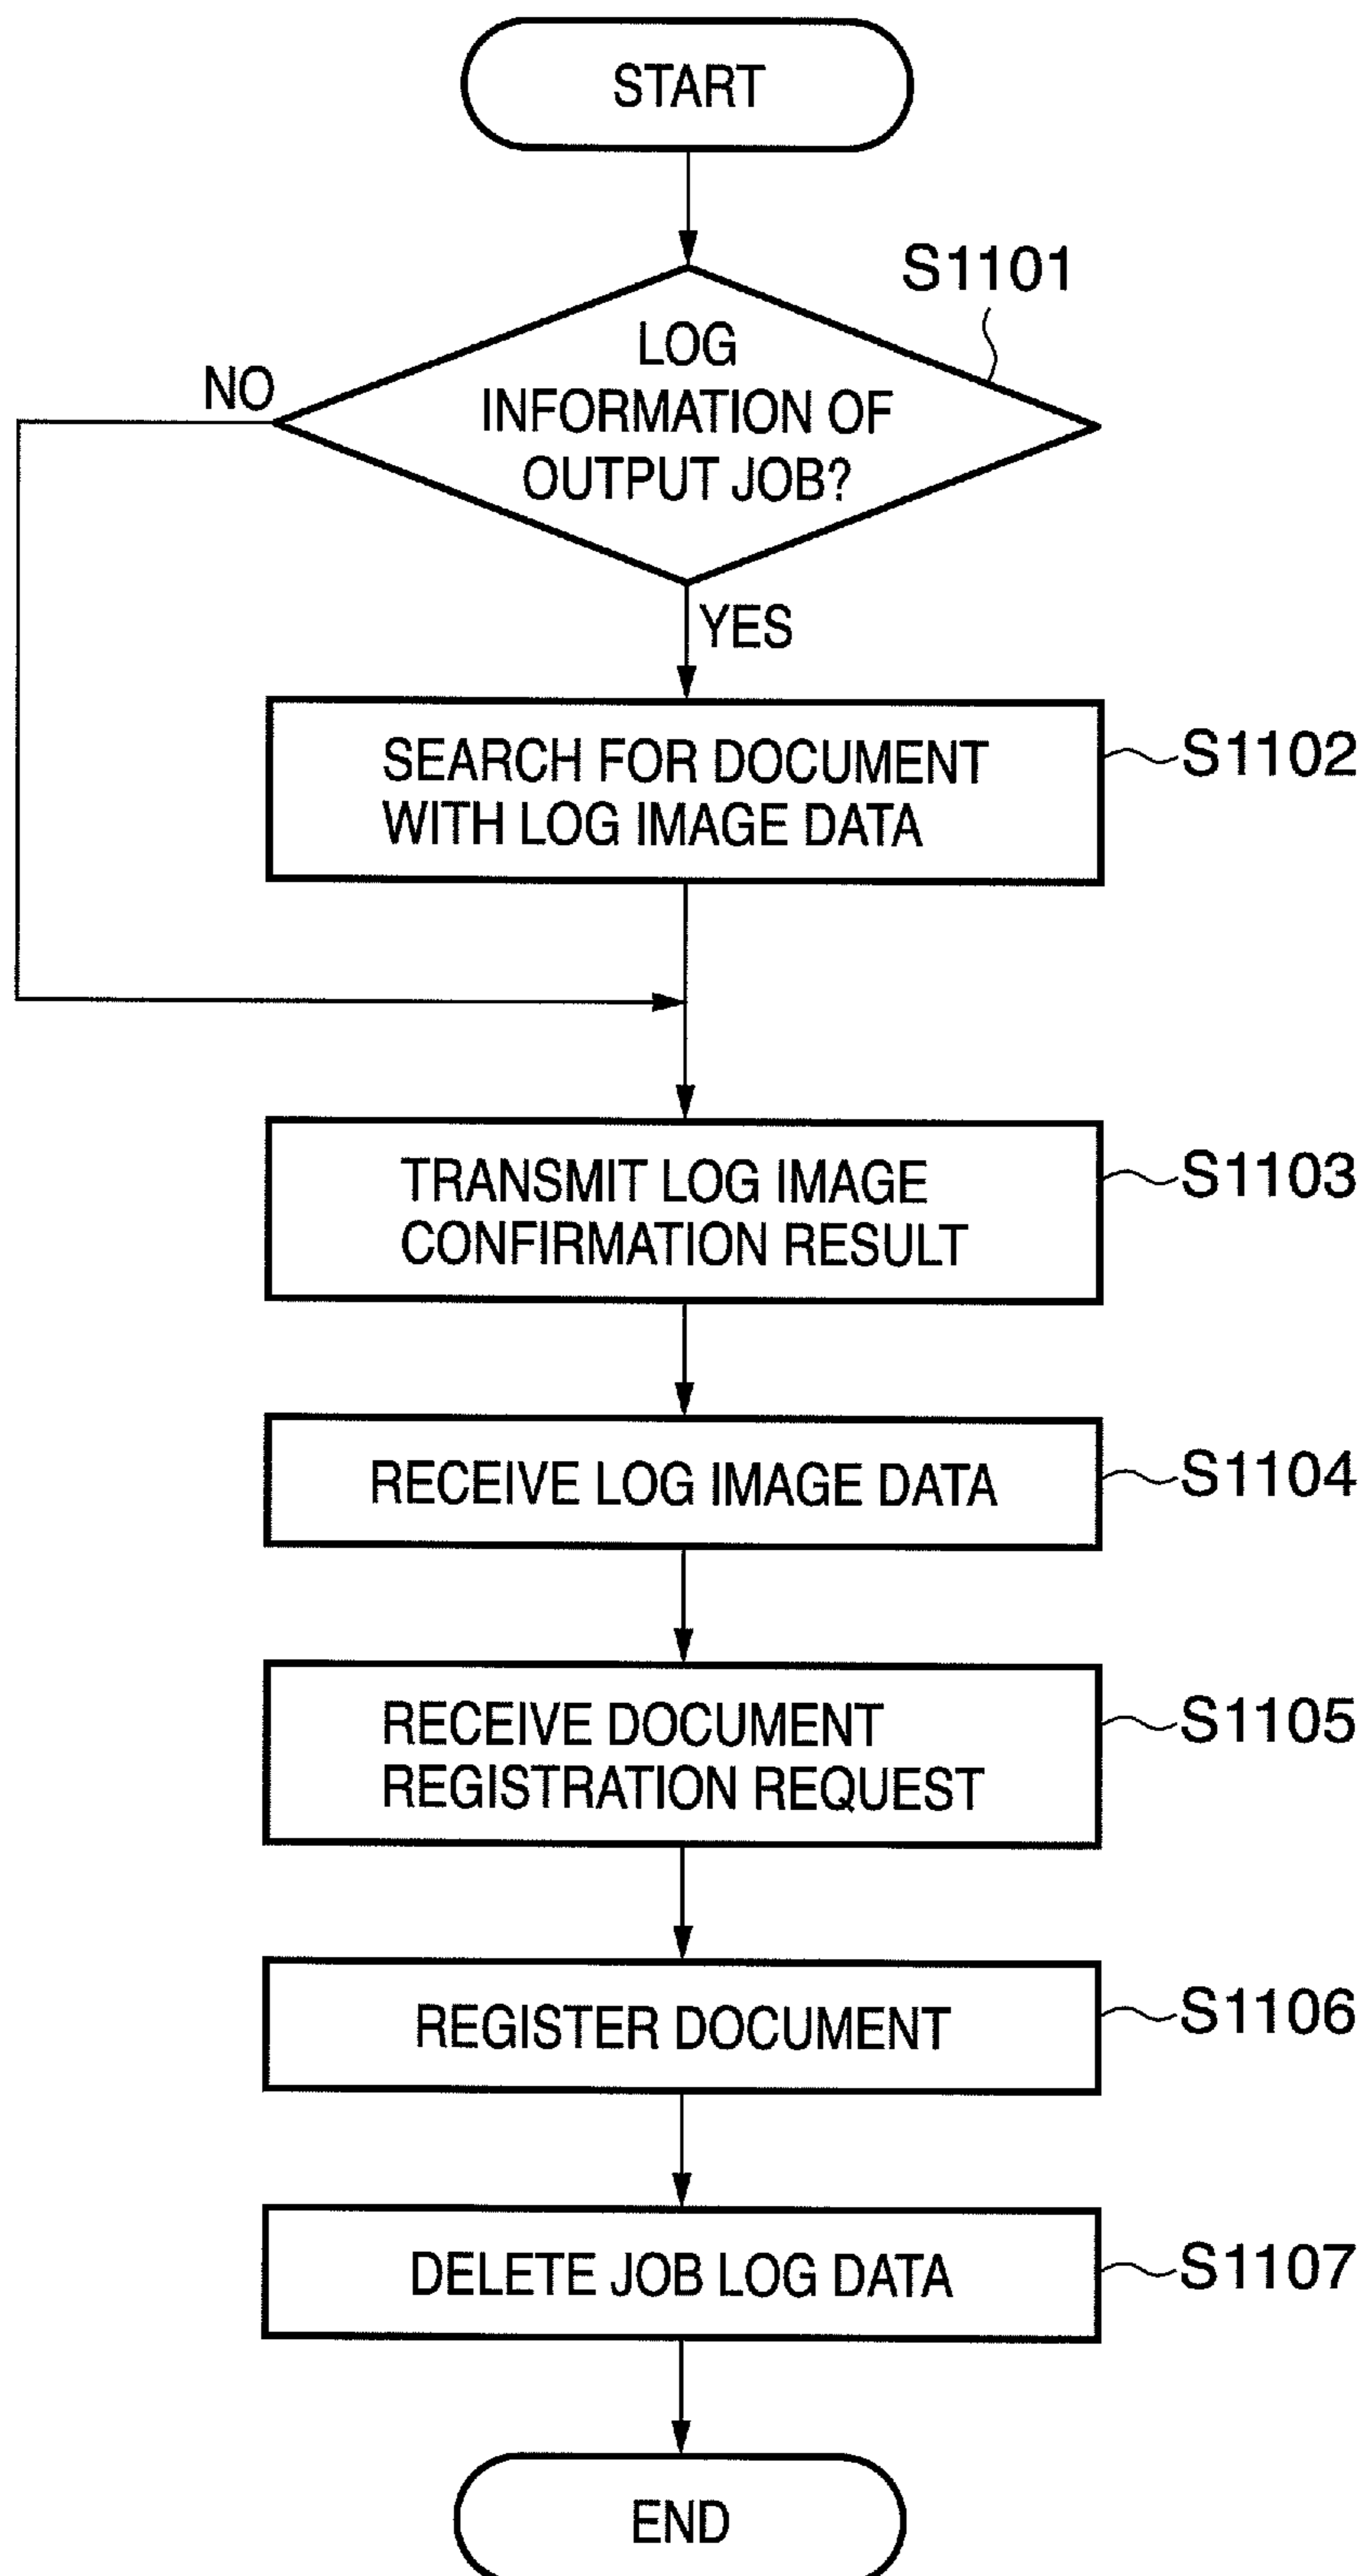 START
S1101
LOG
INFORMATION OF
OUTPUT JOB?
NO
YES
SEARCH FOR DOCUMENT
WITH LOG IMAGE DATA
S1102
TRANSMIT LOG IMAGE
CONFIRMATION RESULT
S1103
RECEIVE LOG IMAGE DATA
S1104
RECEIVE DOCUMENT
REGISTRATION REQUEST
S1105
REGISTER DOCUMENT
S1106
DELETE JOB LOG DATA
S1107
END